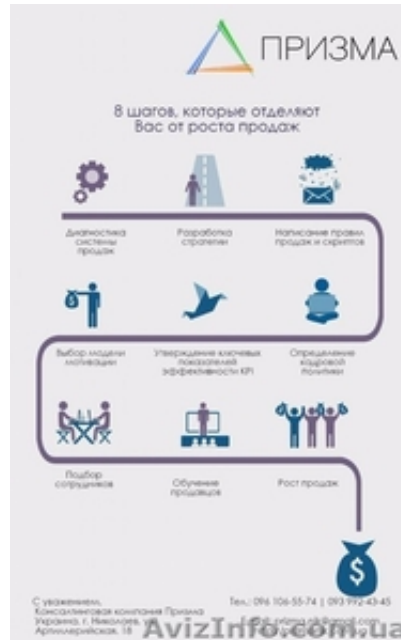 ПРИЗМА
8 шагов, которые отделяют
Вас от роста продаж
Диагностика
системы
продаж
Разработка
стратегии
Написание правил
продаж и скриптов
Выбор модели
мотивации
Утверждение ключевых
показателей
эффективности KPI
Определение
кадровой
политики
Подбор
сотрудников
Обучение
продавцов
Рост продаж
$
С уважением,
Консалтинговая компания Призма
Украина, г. Николаев, ул.
Артиллерийская, 18
Тел.: 096 106-55-74 | 093 992-43-45
AvizInfo.com.ua